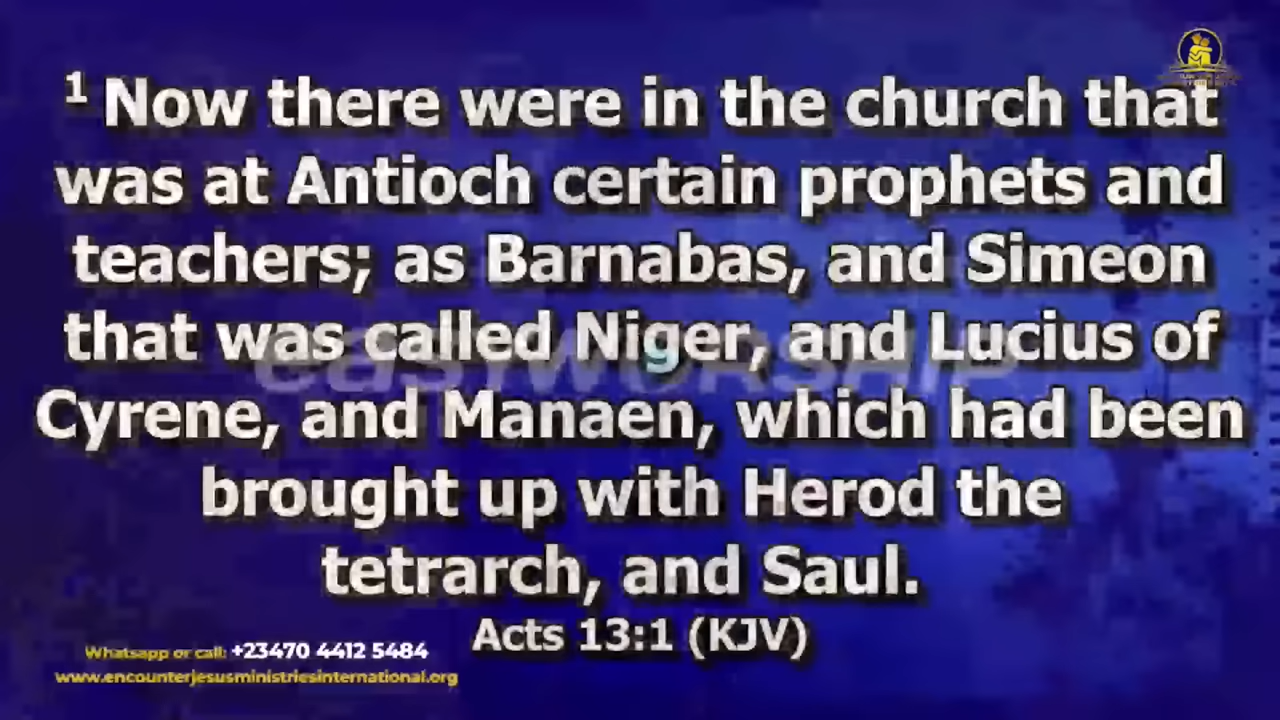 1 Now there were in the church that
was at Antioch certain prophets and
teachers; as Barnabas, and Simeon
that was called Niger, and Lucius of
Cyrene, and Manaen, which had been
brought up with Herod the
tetrarch, and Saul.
Acts 13:1 (KJV)
easyworship
Whatsapp or call: +23470 4412 5484
www.encounterjesusministriesinternational.org